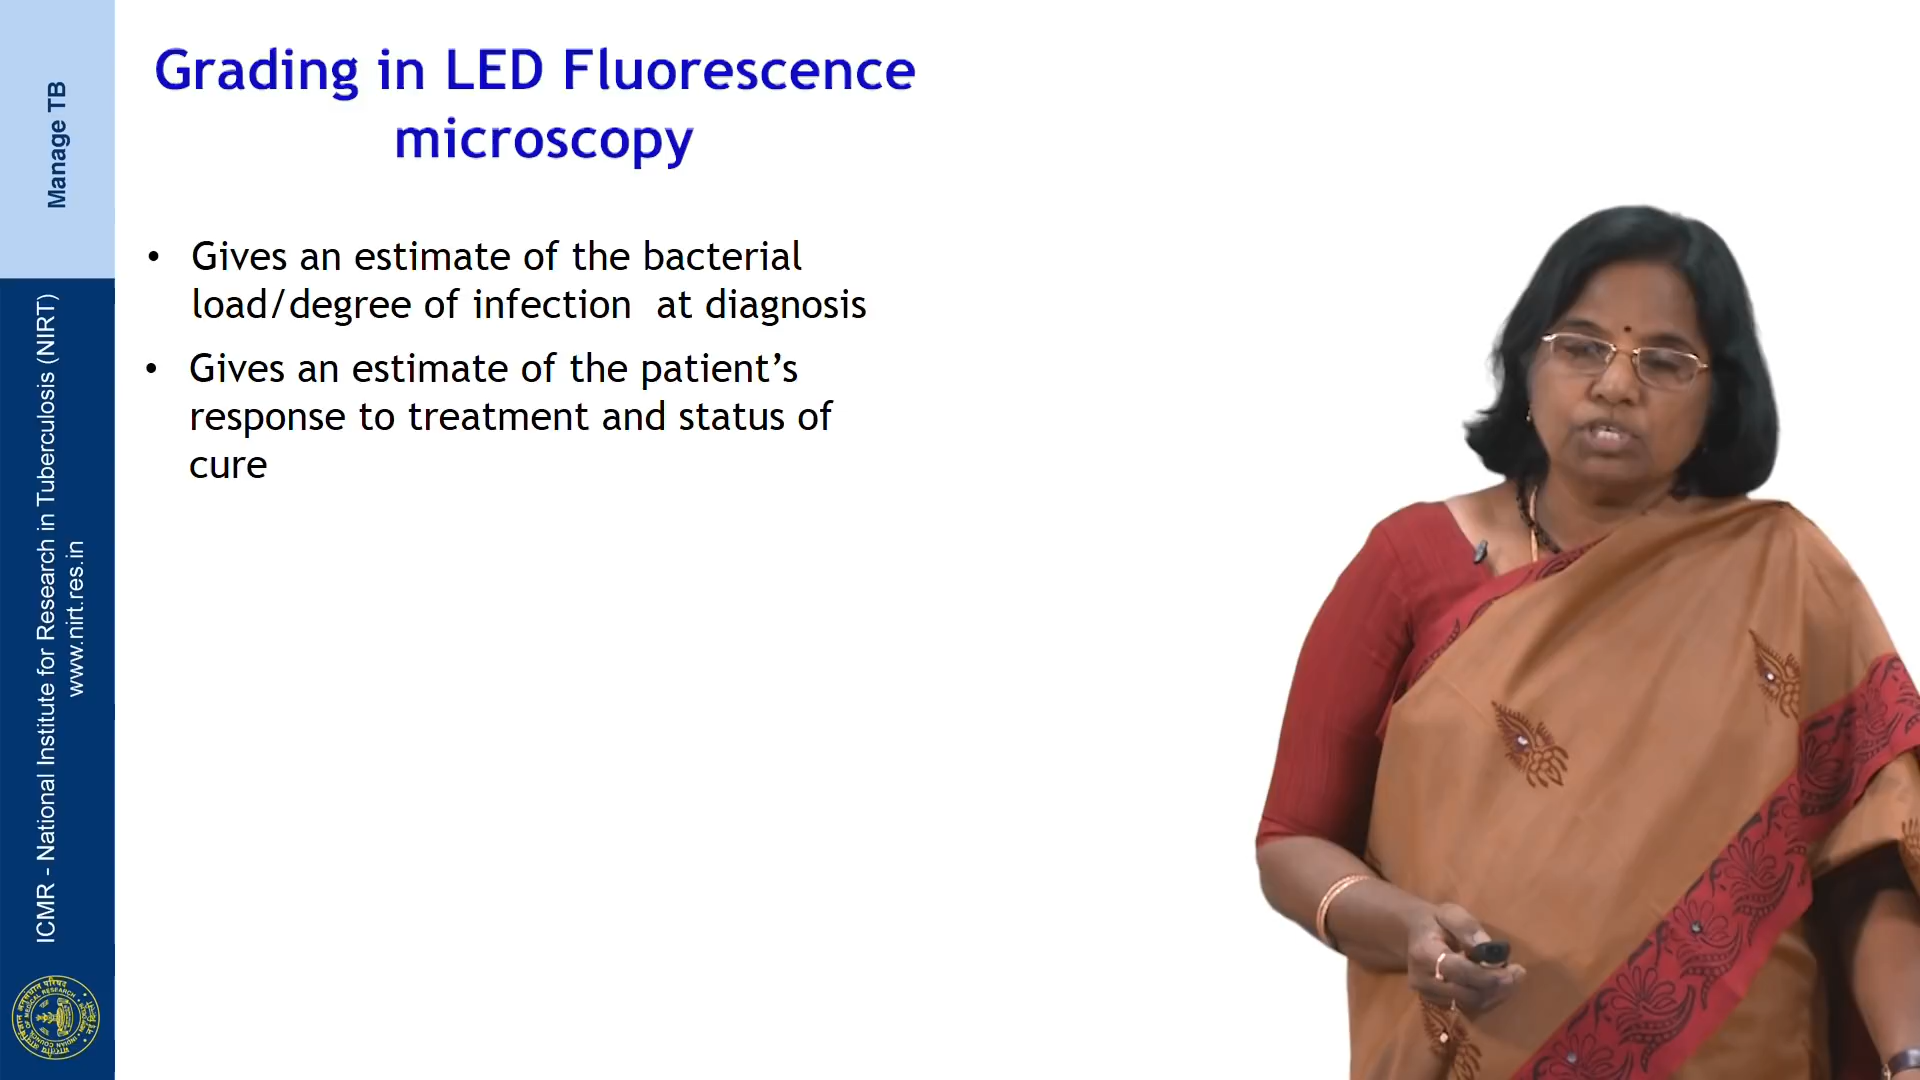 Grading in LED Fluorescence
microscopy
• Gives an estimate of the bacterial
load/degree of infection at diagnosis
• Gives an estimate of the patient’s
response to treatment and status of
cure
Manage TB
ICMR - National Institute for Research in Tuberculosis (NIRT)
www.nirt.res.in